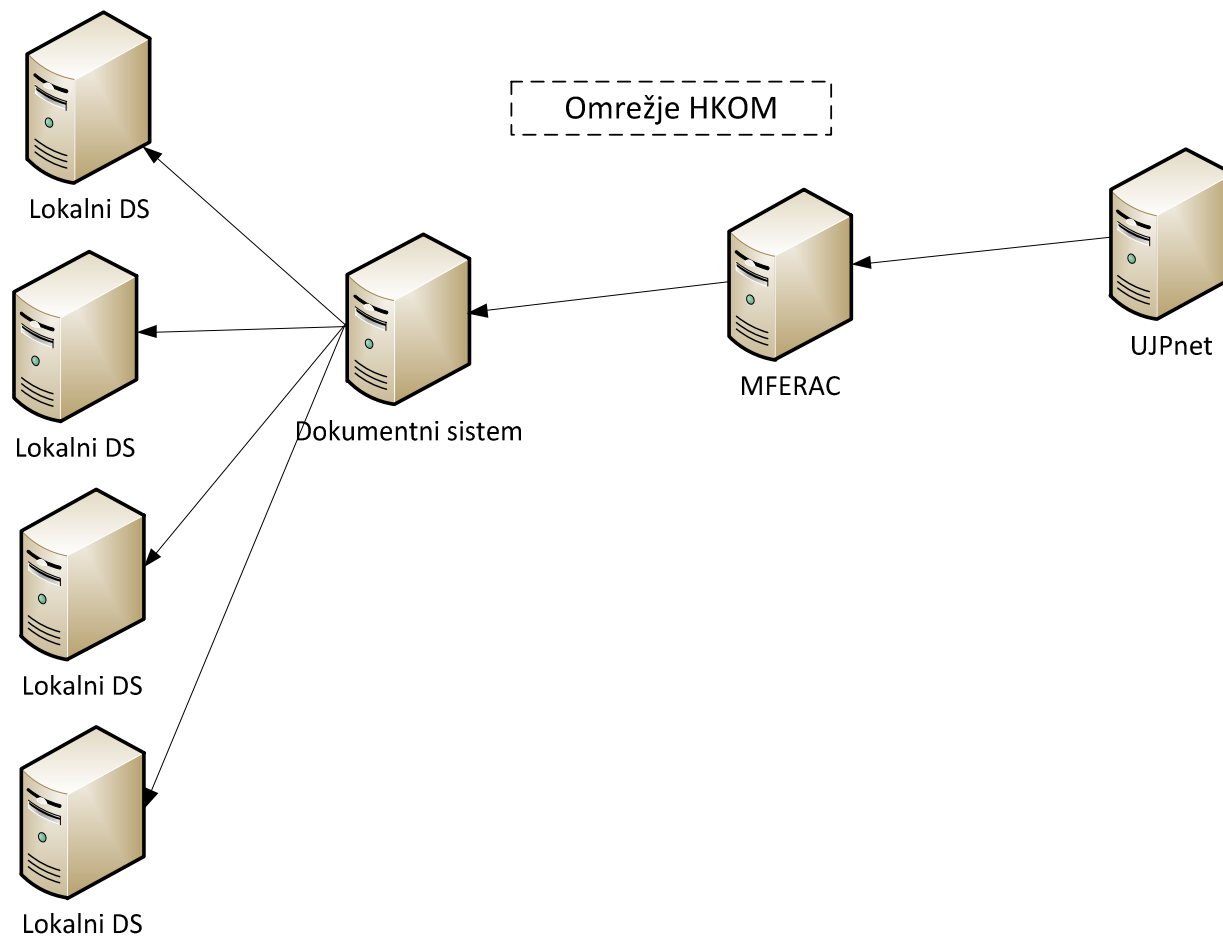 Omrežje HKOM
Lokalni DS
UJPnet
MFERAC
Dokumentni sistem
Lokalni DS
Lokalni DS
Lokalni DS